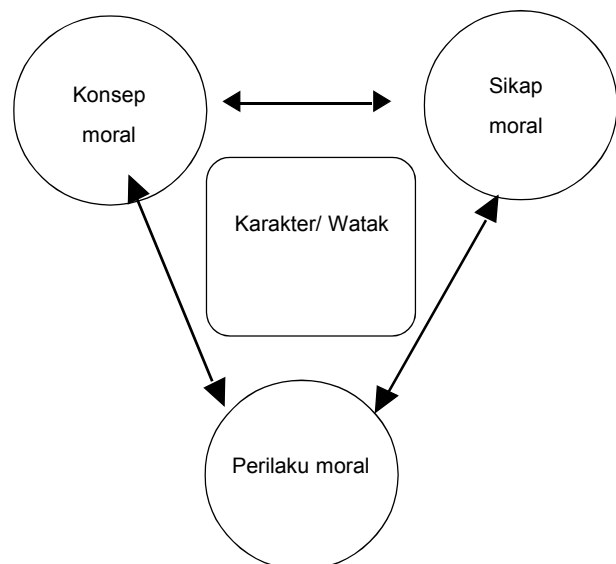 Konsep
moral
Sikap
moral
Karakter/ Watak
Perilaku moral